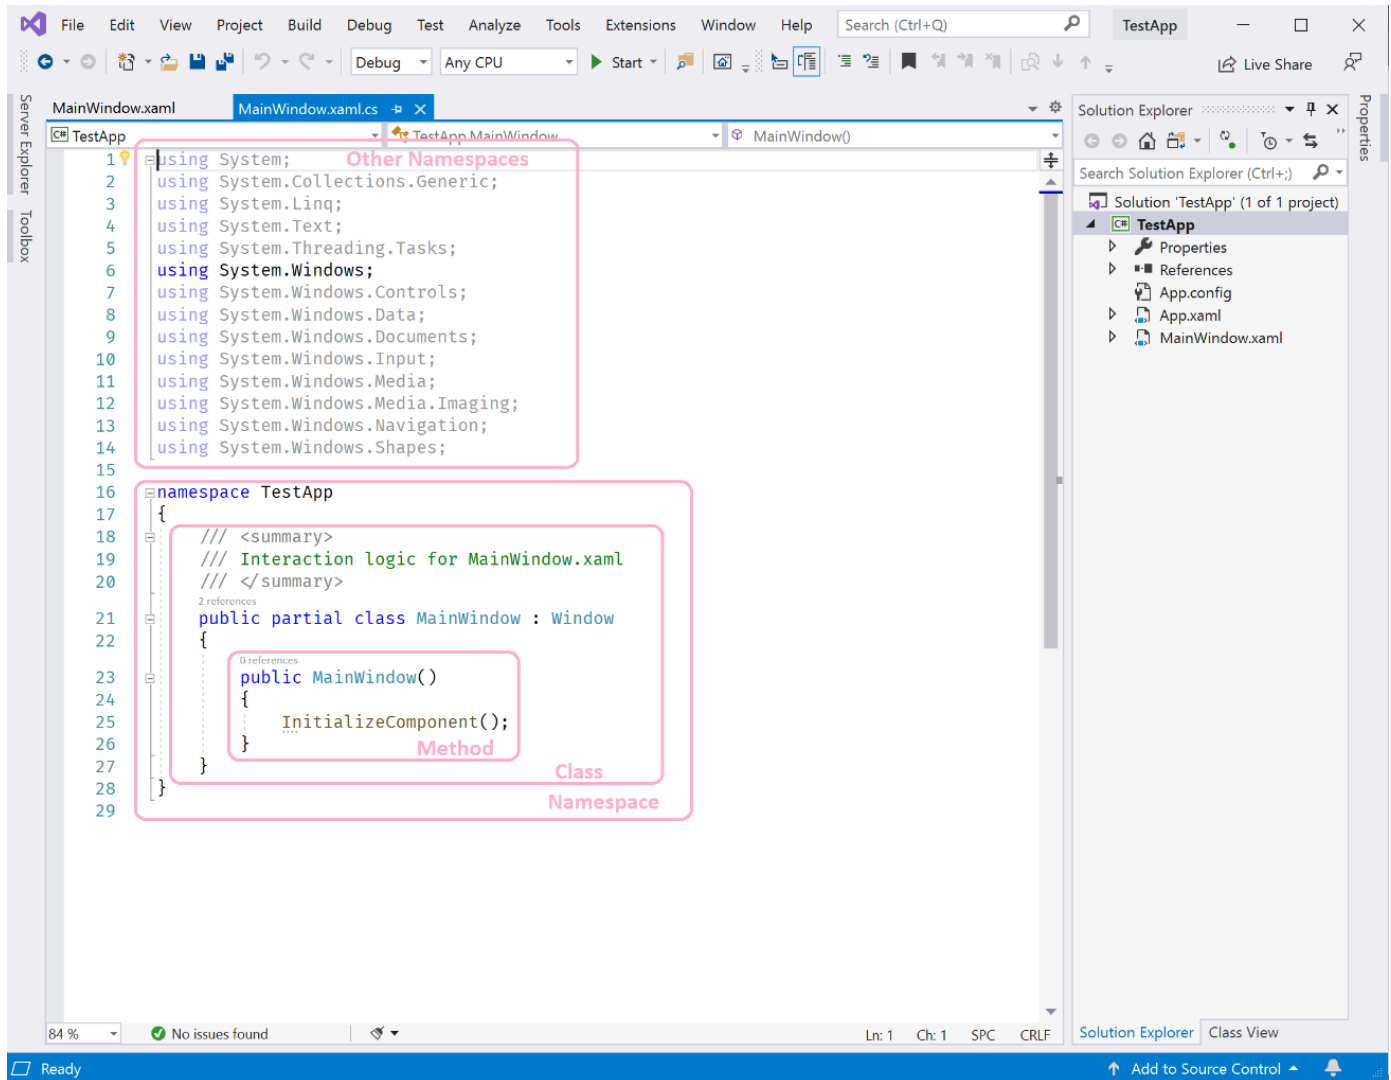 File Edit View Project Build Debug Test Analyze Tools Extensions Window Help Search (Ctrl+Q) TestApp
Debug Any CPU Start Live Share
Server Explorer
Toolbox
MainWindow.xaml MainWindow.xaml.cs
C# TestApp TestApp.MainWindow MainWindow()
1 using System; Other Namespaces
2 using System.Collections.Generic;
3 using System.Linq;
4 using System.Text;
5 using System.Threading.Tasks;
6 using System.Windows;
7 using System.Windows.Controls;
8 using System.Windows.Data;
9 using System.Windows.Documents;
10 using System.Windows.Input;
11 using System.Windows.Media;
12 using System.Windows.Media.Imaging;
13 using System.Windows.Navigation;
14 using System.Windows.Shapes;
15
16 namespace TestApp
17 {
18 /// <summary>
19 /// Interaction logic for MainWindow.xaml
20 /// </summary>
2 references
21 public partial class MainWindow : Window
22 {
0 references
23 public MainWindow()
24 {
25 InitializeComponent();
26 }
Method
27 }
Class
28 }
Namespace
29
84 % No issues found Ln: 1 Ch: 1 SPC CRLF
Solution Explorer
Search Solution Explorer (Ctrl+;)
Solution 'TestApp' (1 of 1 project)
C# TestApp
Properties
References
App.config
App.xaml
MainWindow.xaml
Solution Explorer Class View
Properties
Ready Add to Source Control